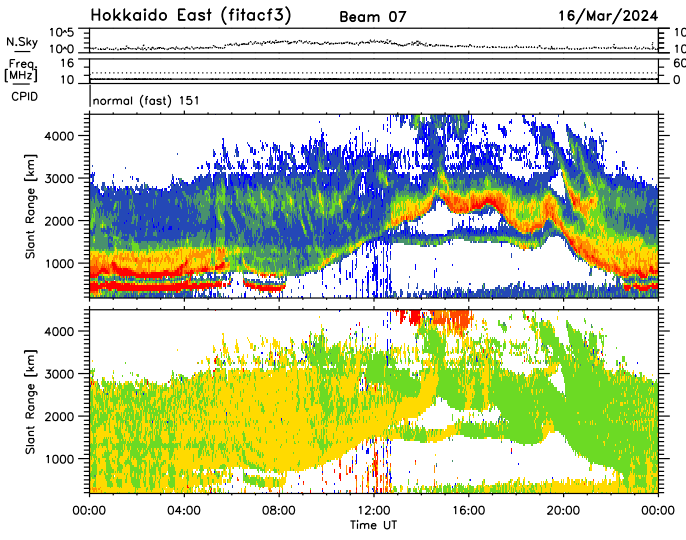 Hokkaido East (fitacf3) Beam 07 16/Mar/2024
N.Sky 10^5 10^0 10 10
Freq. [MHz] 16 10 60 0
CPID normal (fast) 151
Slant Range [km] 4000 3000 2000 1000
Slant Range [km] 4000 3000 2000 1000
00:00 04:00 08:00 12:00 16:00 20:00 00:00
Time UT